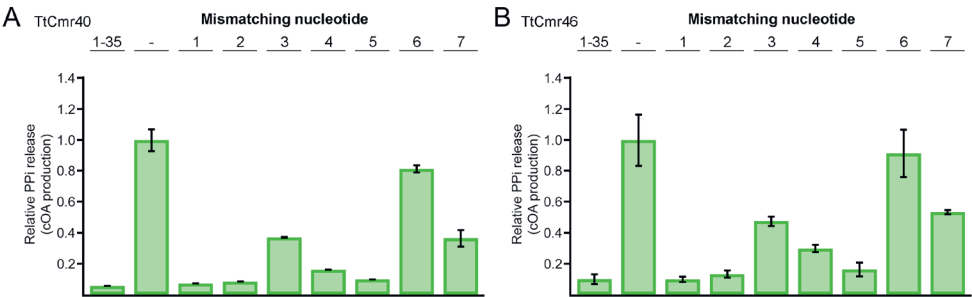 A TtCmr40 Mismatching nucleotide
1-35 - 1 2 3 4 5 6 7
Relative PPi release
(cOA production)
1.4
1.2
1.0
0.8
0.6
0.4
0.2
B TtCmr46 Mismatching nucleotide
1-35 - 1 2 3 4 5 6 7
Relative PPi release
(cOA production)
1.4
1.2
1.0
0.8
0.6
0.4
0.2